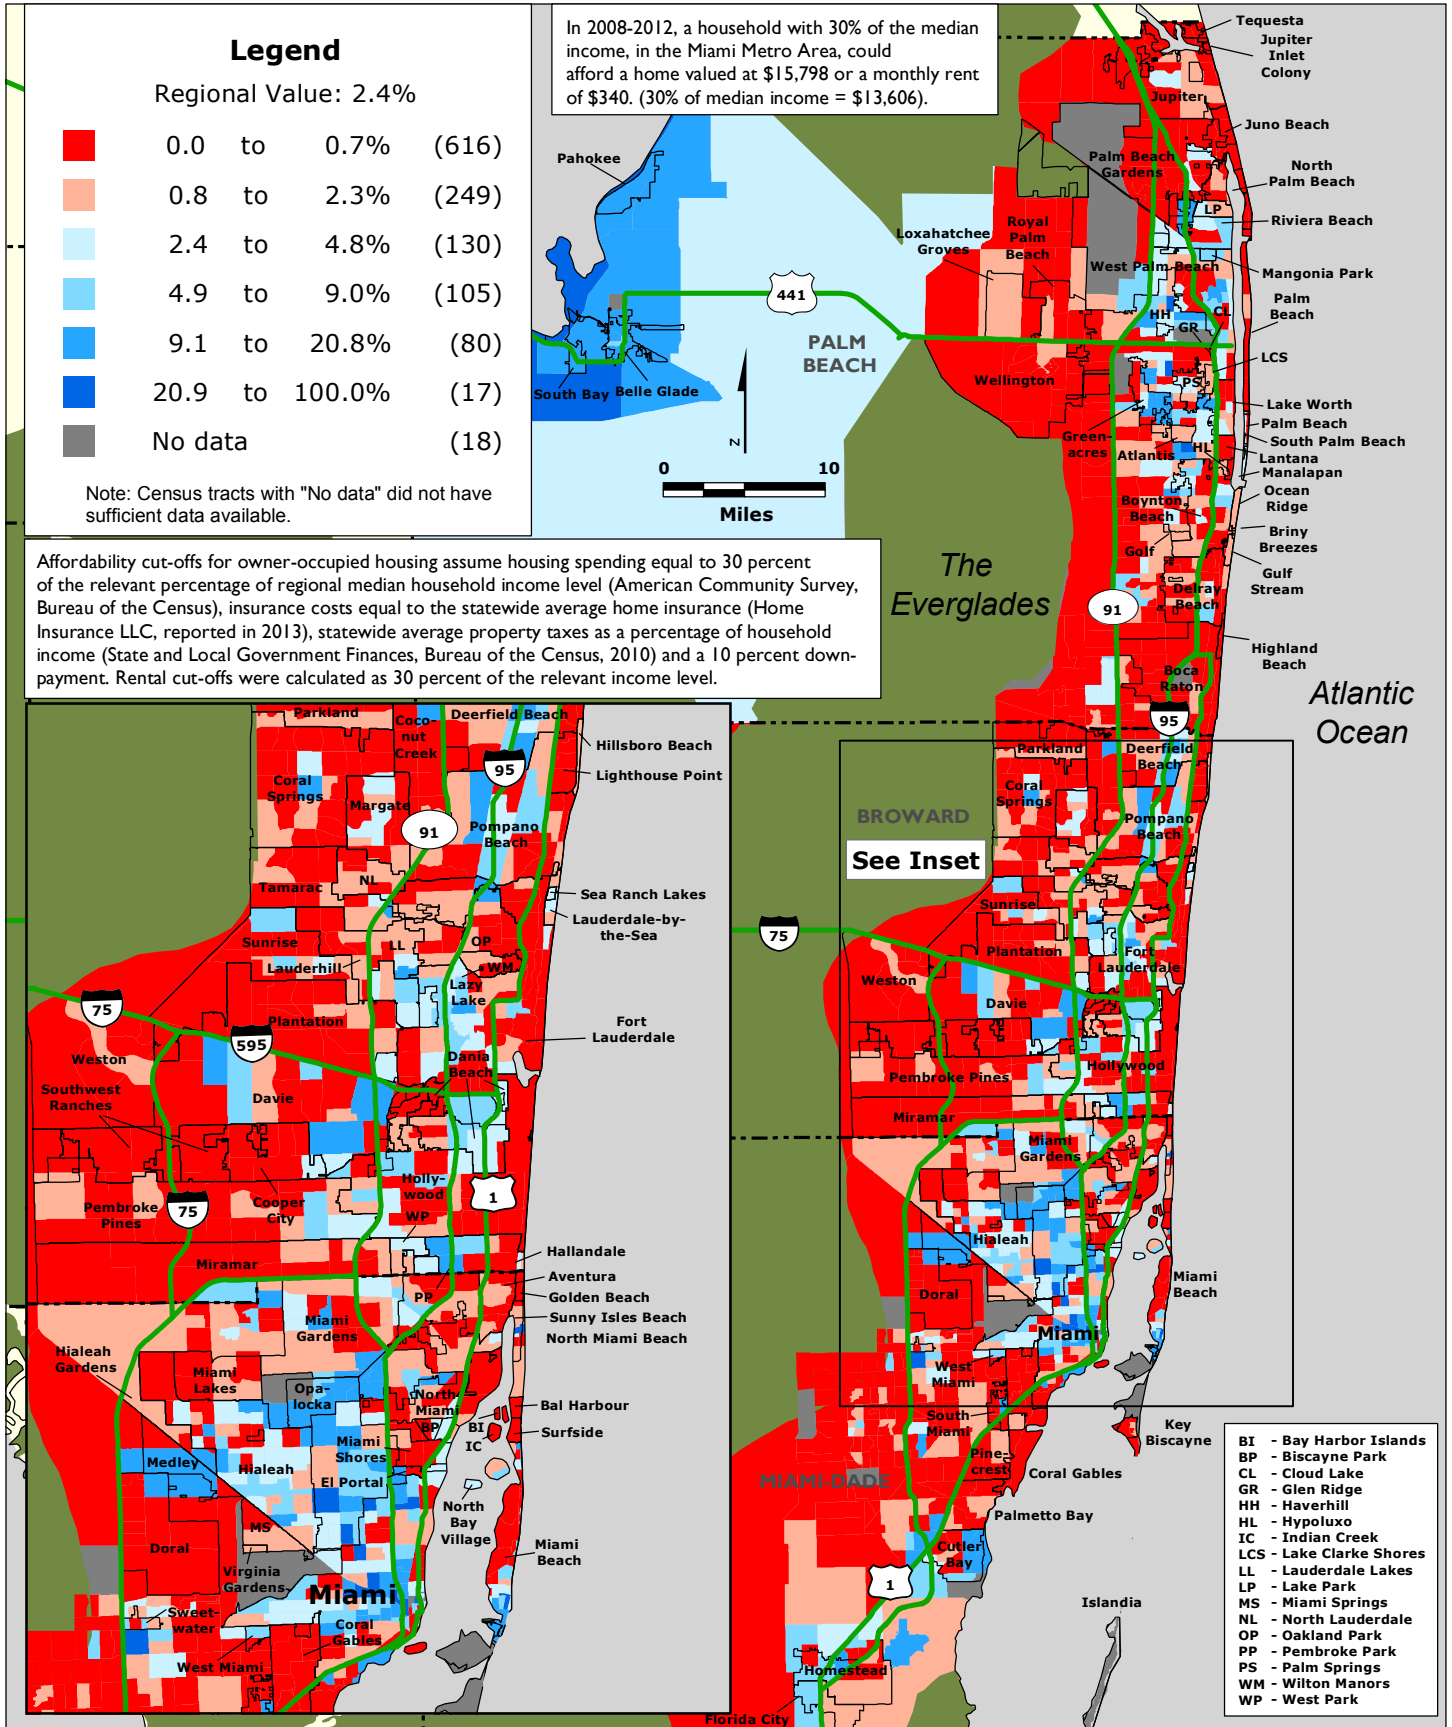 Legend
Regional Value: 2.4%
0.0 to 0.7% (616)
0.8 to 2.3% (249)
2.4 to 4.8% (130)
4.9 to 9.0% (105)
9.1 to 20.8% (80)
20.9 to 100.0% (17)
No data (18)
Note: Census tracts with "No data" did not have
sufficient data available.
In 2008-2012, a household with 30% of the median
income, in the Miami Metro Area, could
afford a home valued at $15,798 or a monthly rent
of $340. (30% of median income = $13,606).
Affordability cut-offs for owner-occupied housing assume housing spending equal to 30 percent
of the relevant percentage of regional median household income level (American Community Survey,
Bureau of the Census), insurance costs equal to the statewide average home insurance (Home
Insurance LLC, reported in 2013), statewide average property taxes as a percentage of household
income (State and Local Government Finances, Bureau of the Census, 2010) and a 10 percent down-
payment. Rental cut-offs were calculated as 30 percent of the relevant income level.
Pahokee
South Bay
Belle Glade
441
PALM
BEACH
N
0 10
Miles
The
Everglades
Atlantic
Ocean
Tequesta
Jupiter
Inlet
Colony
Jupiter
Juno Beach
Palm Beach
Gardens
North
Palm Beach
LP
Riviera Beach
Loxahatchee
Groves
Royal
Palm
Beach
West Palm Beach
Mangonia Park
Palm
Beach
HH
CL
GR
LCS
Wellington
PS
Lake Worth
Palm Beach
South Palm Beach
Green-
acres
Atlantis
HL
Lantana
Manalapan
Ocean
Ridge
Boynton
Beach
Briny
Breezes
Golf
Gulf
Stream
Delray
Beach
91
Highland
Beach
Boca
Raton
95
Parkland
Deerfield
Beach
Coral
Springs
BROWARD
See Inset
Pompano
Beach
75
Sunrise
Plantation
Fort
Lauderdale
Weston
Davie
Pembroke Pines
Hollywood
Miramar
Miami
Gardens
Hialeah
Doral
Miami
Beach
Miami
West
Miami
South
Miami
Key
Biscayne
Pine-
crest
Coral Gables
MIAMI-DADE
Palmetto Bay
Cutler
Bay
1
Islandia
Homestead
Florida City
Parkland
Coco-
nut
Creek
Deerfield Beach
Hillsboro Beach
95
Lighthouse Point
Coral
Springs
Margate
91
Pompano
Beach
NL
Tamarac
Sea Ranch Lakes
Lauderdale-by-
the-Sea
Sunrise
LL
OP
Lauderhill
WM
Lazy
Lake
75
Plantation
Fort
Lauderdale
595
Weston
Dania
Beach
Southwest
Ranches
Davie
Holly-
wood
1
Pembroke
Pines
75
Cooper
City
WP
Miramar
Hallandale
Aventura
PP
Golden Beach
Sunny Isles Beach
Miami
Gardens
North Miami Beach
Hialeah
Gardens
Miami
Lakes
Opa-
locka
North
Miami
Bal Harbour
BP
BI
Surfside
IC
Miami
Shores
Medley
Hialeah
El Portal
North
Bay
Village
MS
Doral
Miami
Beach
Virginia
Gardens
Miami
Sweet-
water
Coral
Gables
West Miami
BI - Bay Harbor Islands
BP - Biscayne Park
CL - Cloud Lake
GR - Glen Ridge
HH - Haverhill
HL - Hypoluxo
IC - Indian Creek
LCS - Lake Clarke Shores
LL - Lauderdale Lakes
LP - Lake Park
MS - Miami Springs
NL - North Lauderdale
OP - Oakland Park
PP - Pembroke Park
PS - Palm Springs
WM - Wilton Manors
WP - West Park